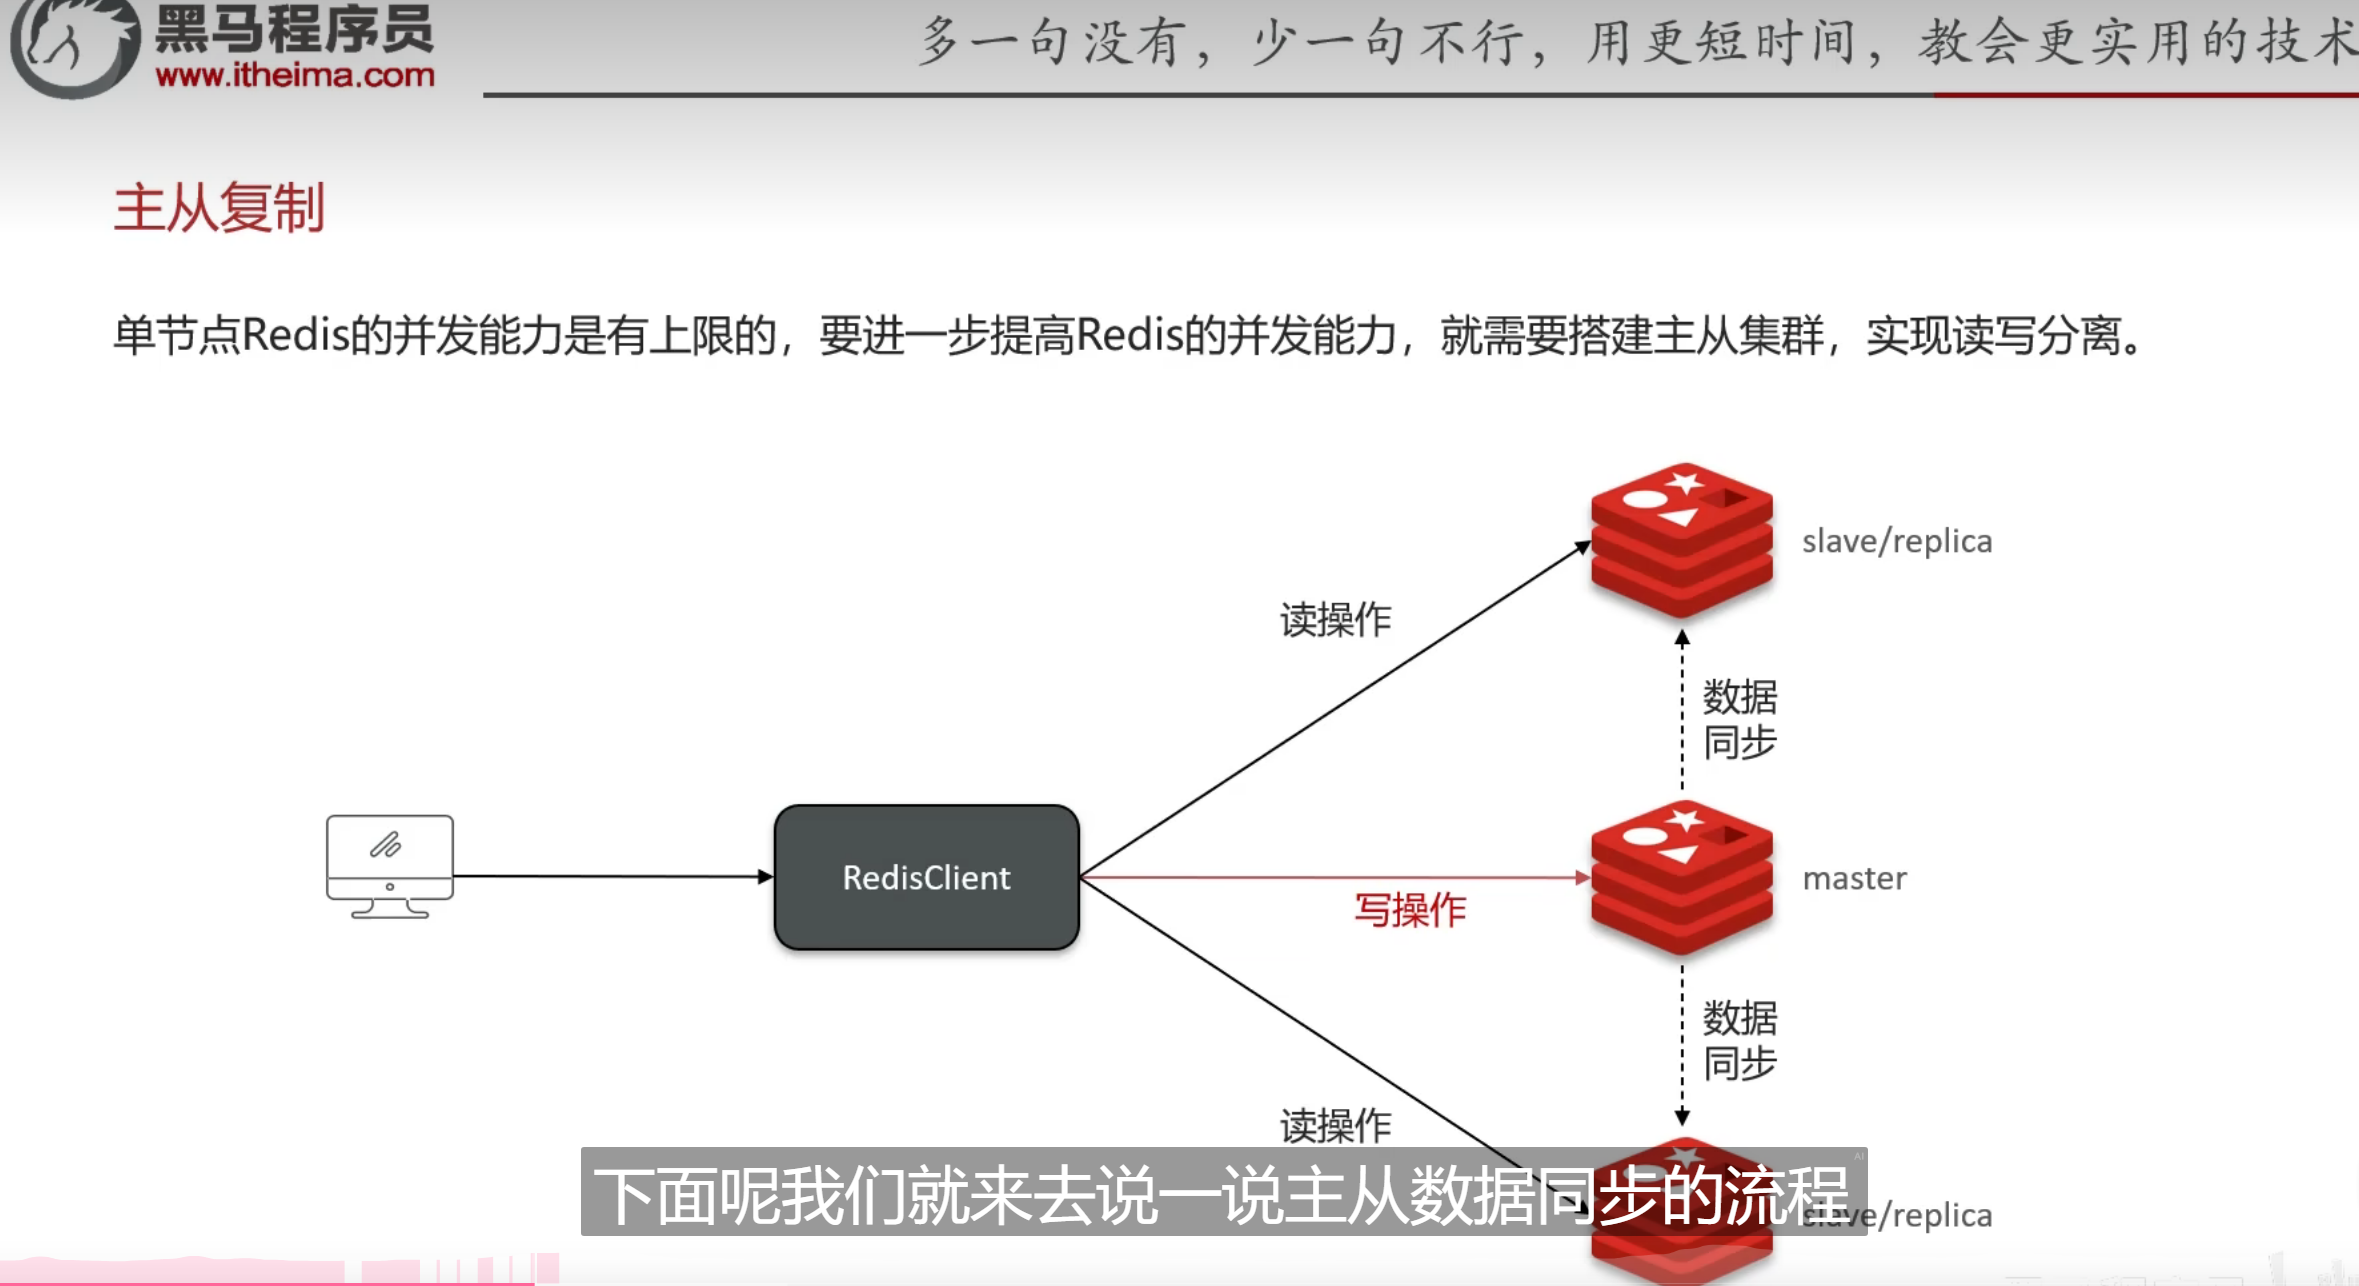 黑马程序员
www.itheima.com
多一句没有，少一句不行，用更短时间，教会更实用的技术
主从复制
单节点Redis的并发能力是有上限的，要进一步提高Redis的并发能力，就需要搭建主从集群，实现读写分离。
slave/replica
读操作
数据
同步
RedisClient
master
写操作
数据
同步
读操作
下面呢我们就来去说一说主从数据同步的流程
AI
slave/replica